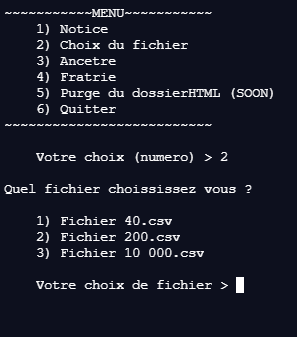 ~~~~~~~~~~~MENU~~~~~~~~~~~
1) Notice
2) Choix du fichier
3) Ancetre
4) Fratrie
5) Purge du dossierHTML (SOON)
6) Quitter
~~~~~~~~~~~~~~~~~~~~~~~~~~
Votre choix (numero) > 2
Quel fichier choississez vous ?
1) Fichier 40.csv
2) Fichier 200.csv
3) Fichier 10 000.csv
Votre choix de fichier >